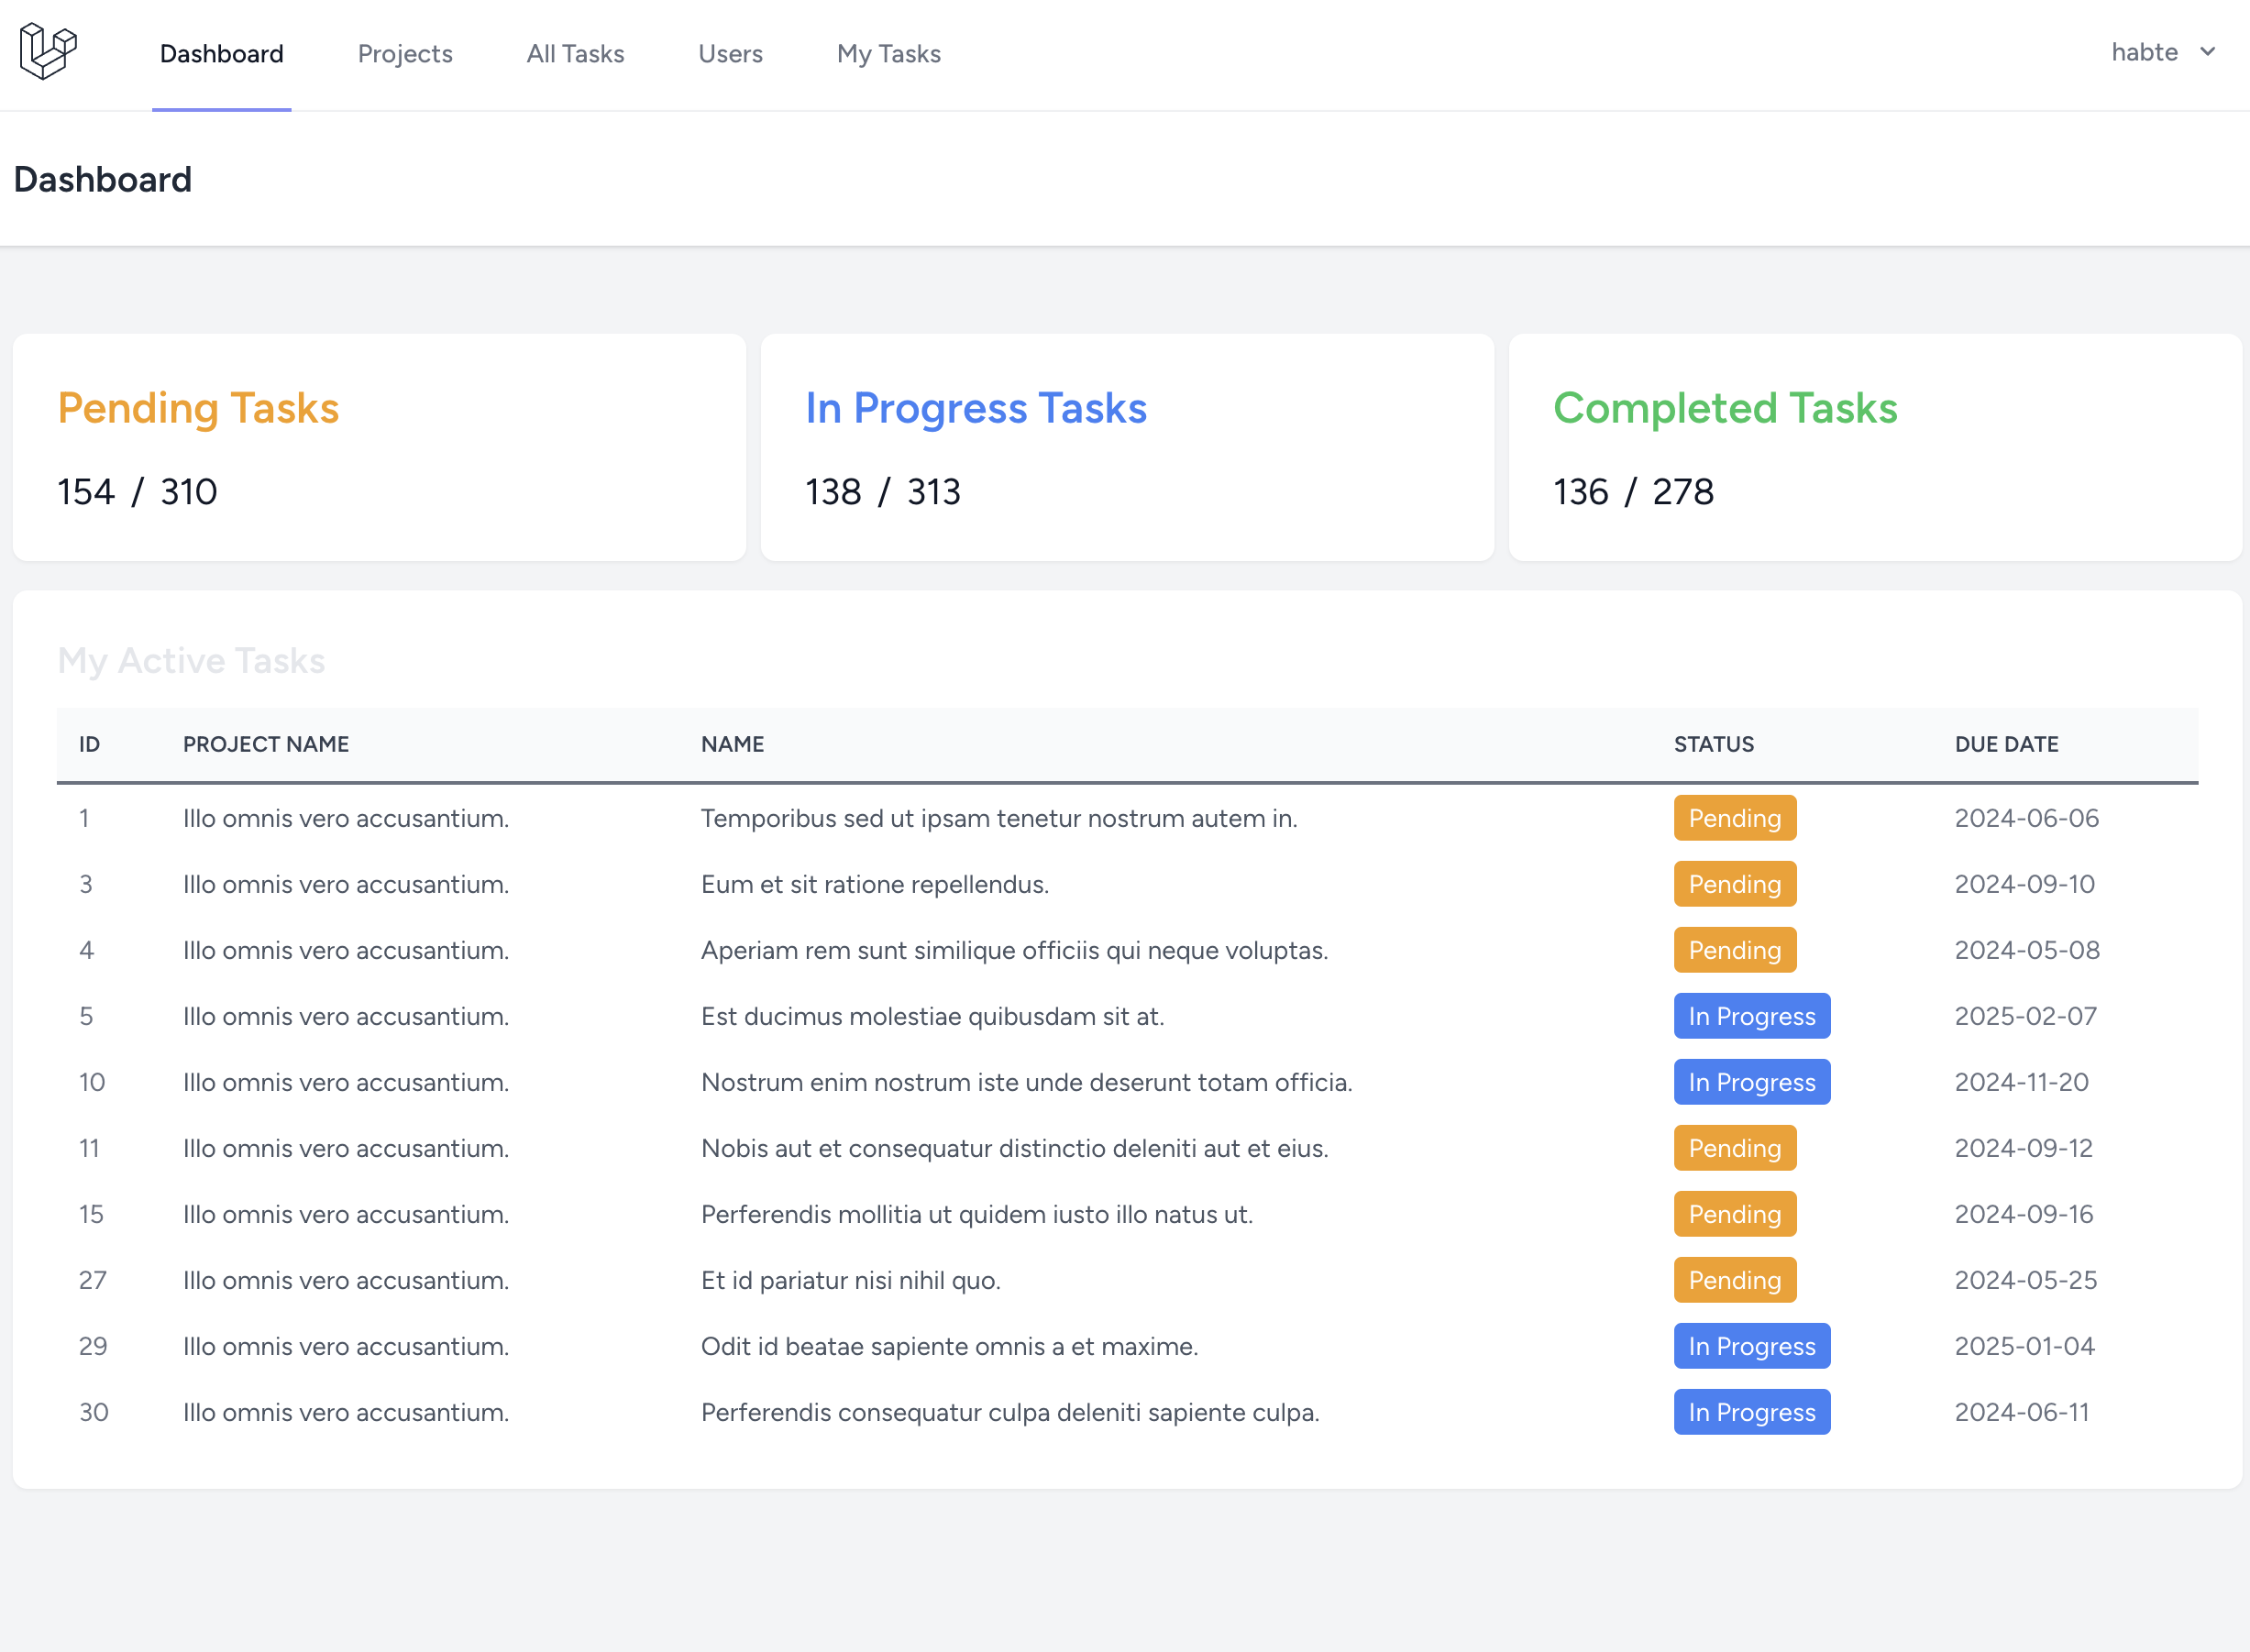 Dashboard Projects All Tasks Users My Tasks habte
Dashboard
Pending Tasks In Progress Tasks Completed Tasks
154 / 310 138 / 313 136 / 278
My Active Tasks
ID PROJECT NAME NAME STATUS DUE DATE
1 Illo omnis vero accusantium. Temporibus sed ut ipsam tenetur nostrum autem in. Pending 2024-06-06
3 Illo omnis vero accusantium. Eum et sit ratione repellendus. Pending 2024-09-10
4 Illo omnis vero accusantium. Aperiam rem sunt similique officiis qui neque voluptas. Pending 2024-05-08
5 Illo omnis vero accusantium. Est ducimus molestiae quibusdam sit at. In Progress 2025-02-07
10 Illo omnis vero accusantium. Nostrum enim nostrum iste unde deserunt totam officia. In Progress 2024-11-20
11 Illo omnis vero accusantium. Nobis aut et consequatur distinctio deleniti aut et eius. Pending 2024-09-12
15 Illo omnis vero accusantium. Perferendis mollitia ut quidem iusto illo natus ut. Pending 2024-09-16
27 Illo omnis vero accusantium. Et id pariatur nisi nihil quo. Pending 2024-05-25
29 Illo omnis vero accusantium. Odit id beatae sapiente omnis a et maxime. In Progress 2025-01-04
30 Illo omnis vero accusantium. Perferendis consequatur culpa deleniti sapiente culpa. In Progress 2024-06-11